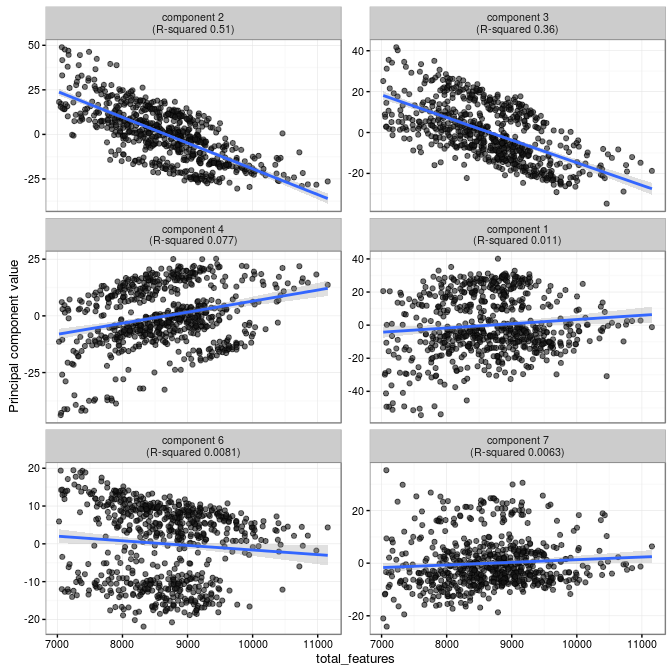 component 2
(R-squared 0.51)
component 3
(R-squared 0.36)
50
25
0
-25
40
20
0
-20
component 4
(R-squared 0.077)
component 1
(R-squared 0.011)
25
0
-25
40
20
0
-20
-40
component 6
(R-squared 0.0081)
component 7
(R-squared 0.0063)
20
10
0
-10
-20
20
0
-20
7000 8000 9000 10000 11000
7000 8000 9000 10000 11000
total_features
Principal component value